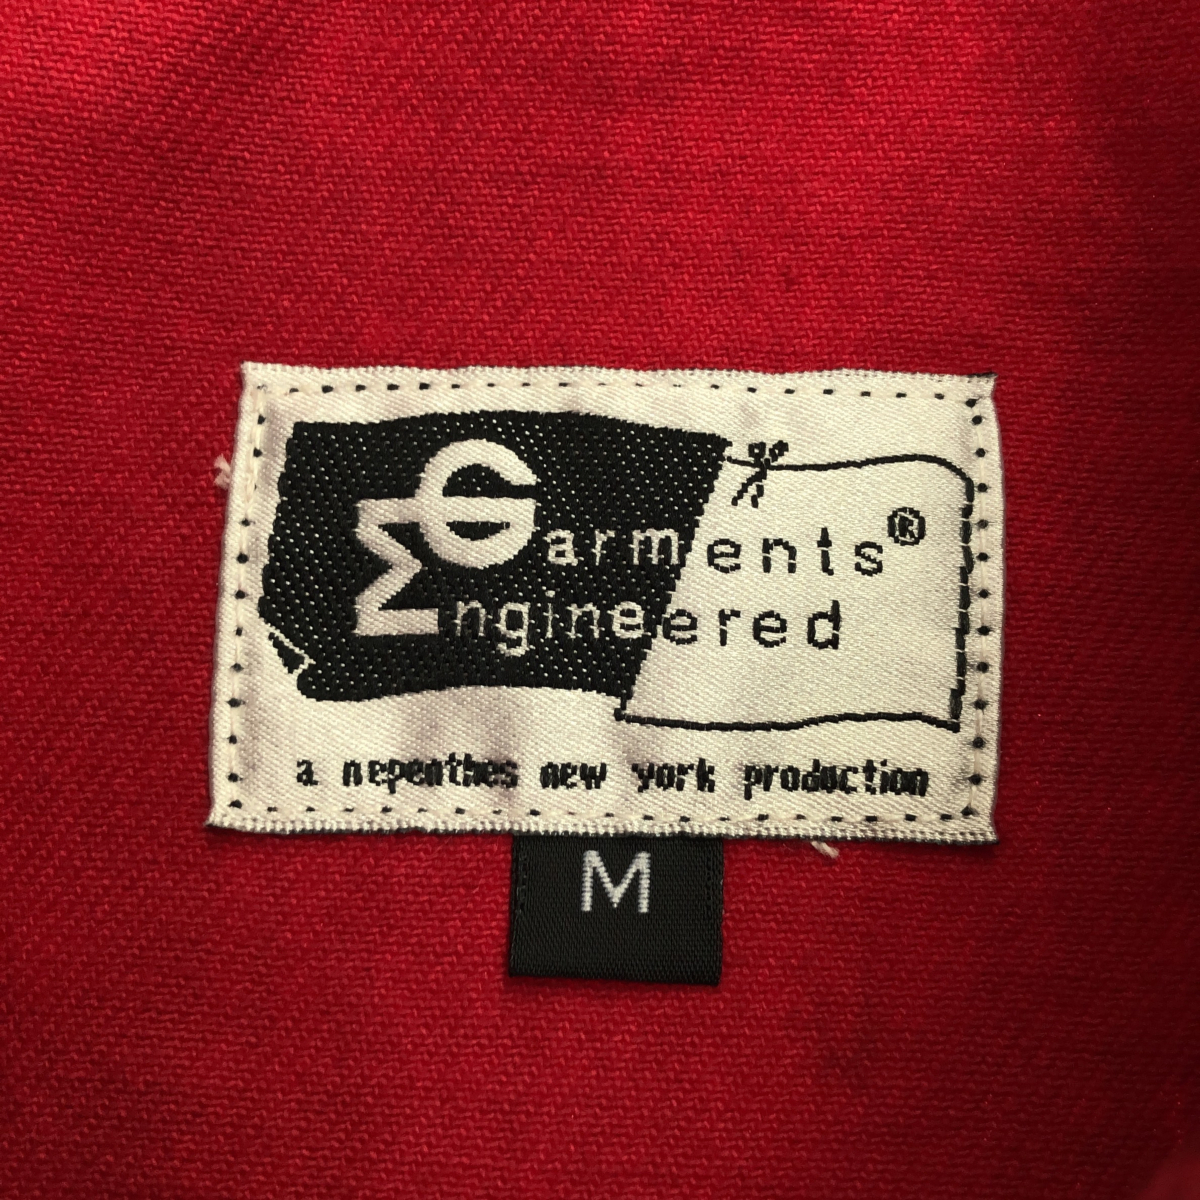 Garments®
Engineered
a nepenthes new york production
M